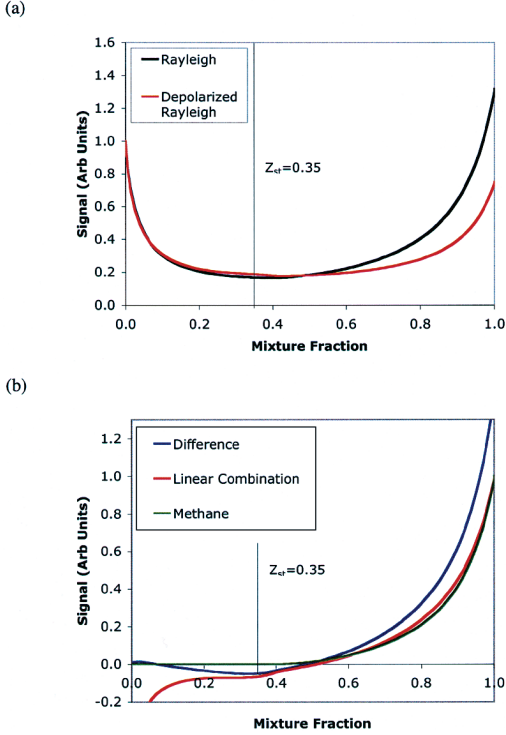 (a)
1.6
1.4
1.2
1.0
0.8
0.6
0.4
0.2
0.0
Signal (Arb Units)
Rayleigh
Depolarized
Rayleigh
Zst=0.35
0.0 0.2 0.4 0.6 0.8 1.0
Mixture Fraction
(b)
1.2
1.0
0.8
0.6
0.4
0.2
0.0
-0.2
Signal (Arb Units)
Difference
Linear Combination
Methane
Zst=0.35
0.2 0.4 0.6 0.8 1.0
Mixture Fraction